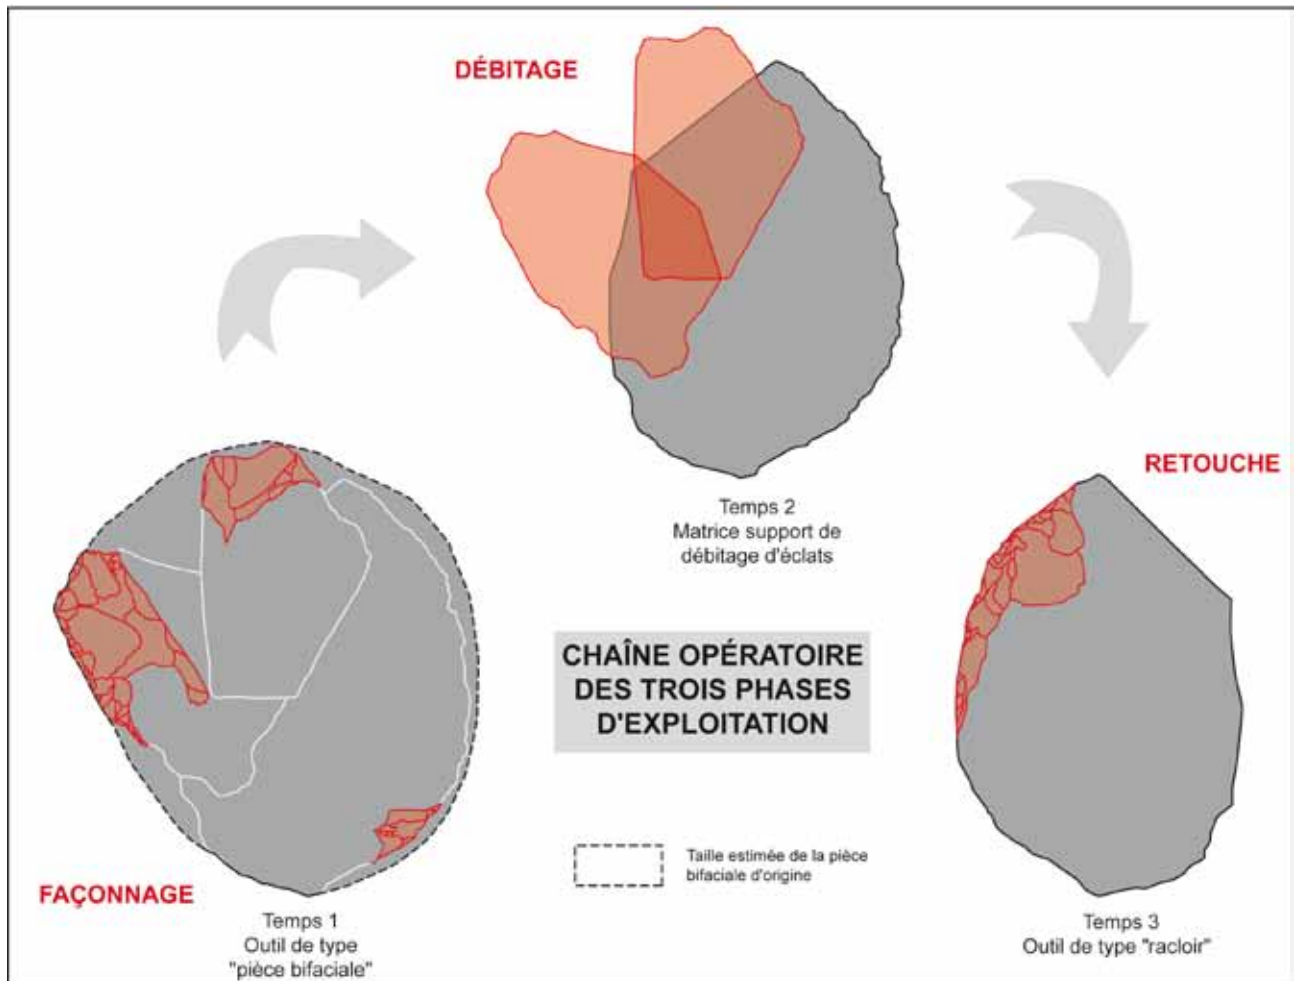 DÉBITAGE
Temps 2
Matrice support de
débitage d'éclats
RETOUCHE
CHAÎNE OPÉRATOIRE
DES TROIS PHASES
D'EXPLOITATION
Taille estimée de la pièce
bifaciale d'origine
FAÇONNAGE
Temps 1
Outil de type
"pièce bifaciale"
Temps 3
Outil de type "racloir"